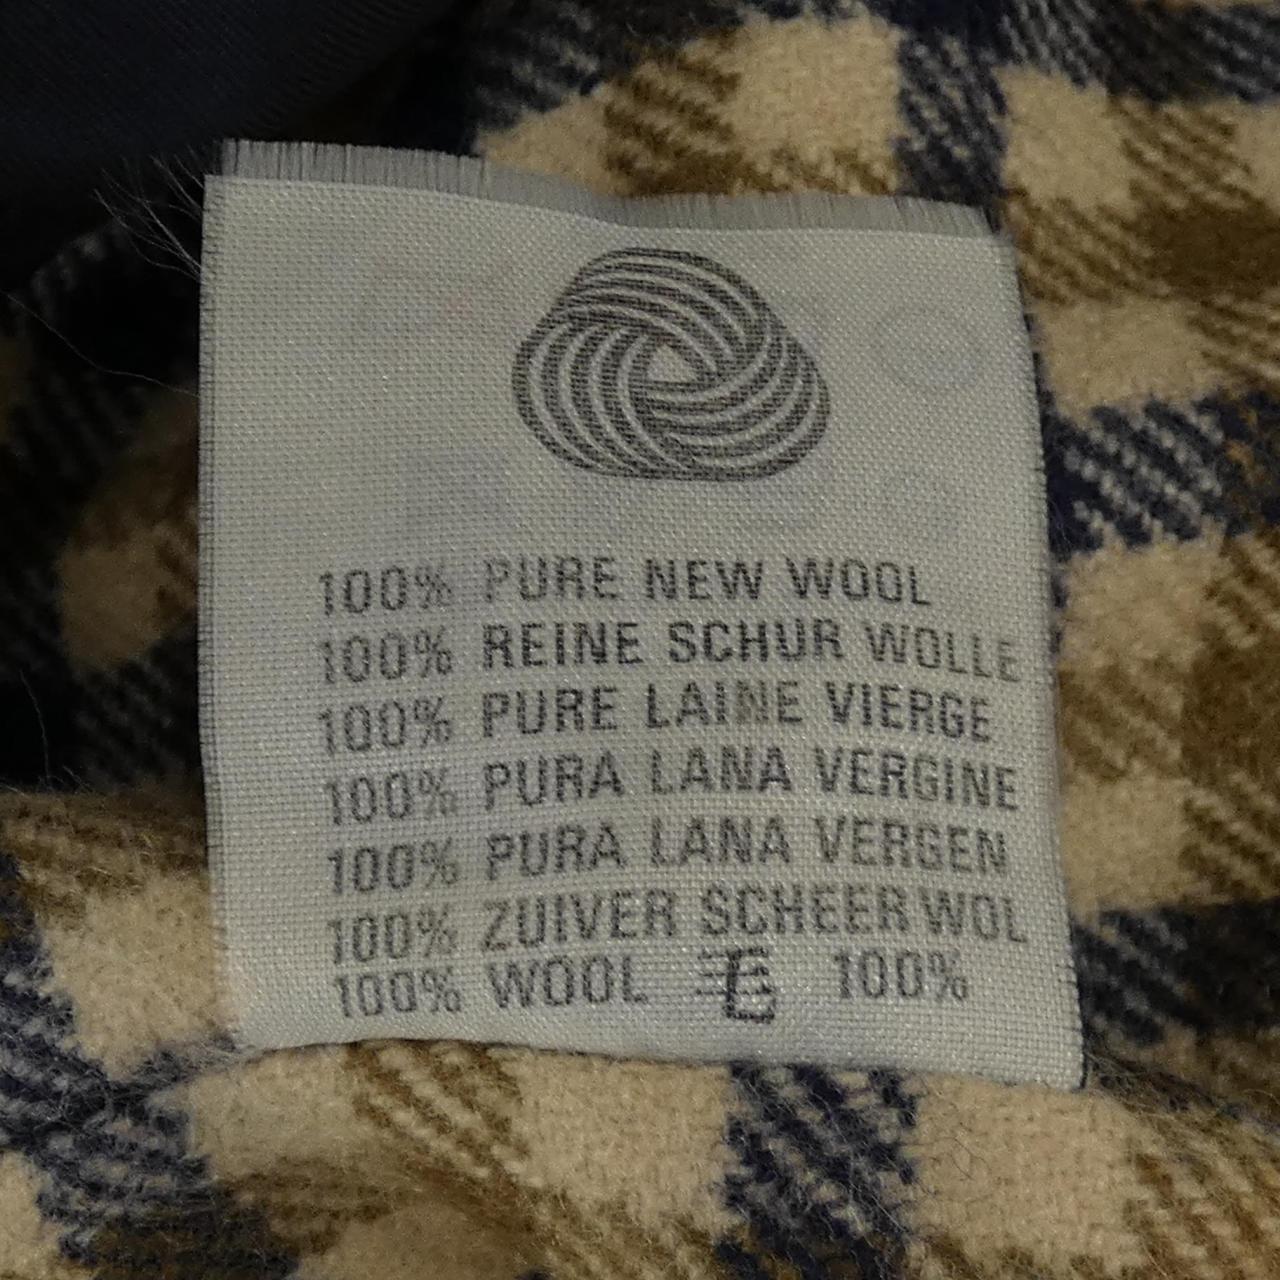 100% PURE NEW WOOL
100% REINE SCHUR WOLLE
100% PURE LAINE VIERGE
100% PURA LANA VERGINE
100% PURA LANA VERGEN
100% ZUIVER SCHEER WOL
100% WOOL 毛 100%